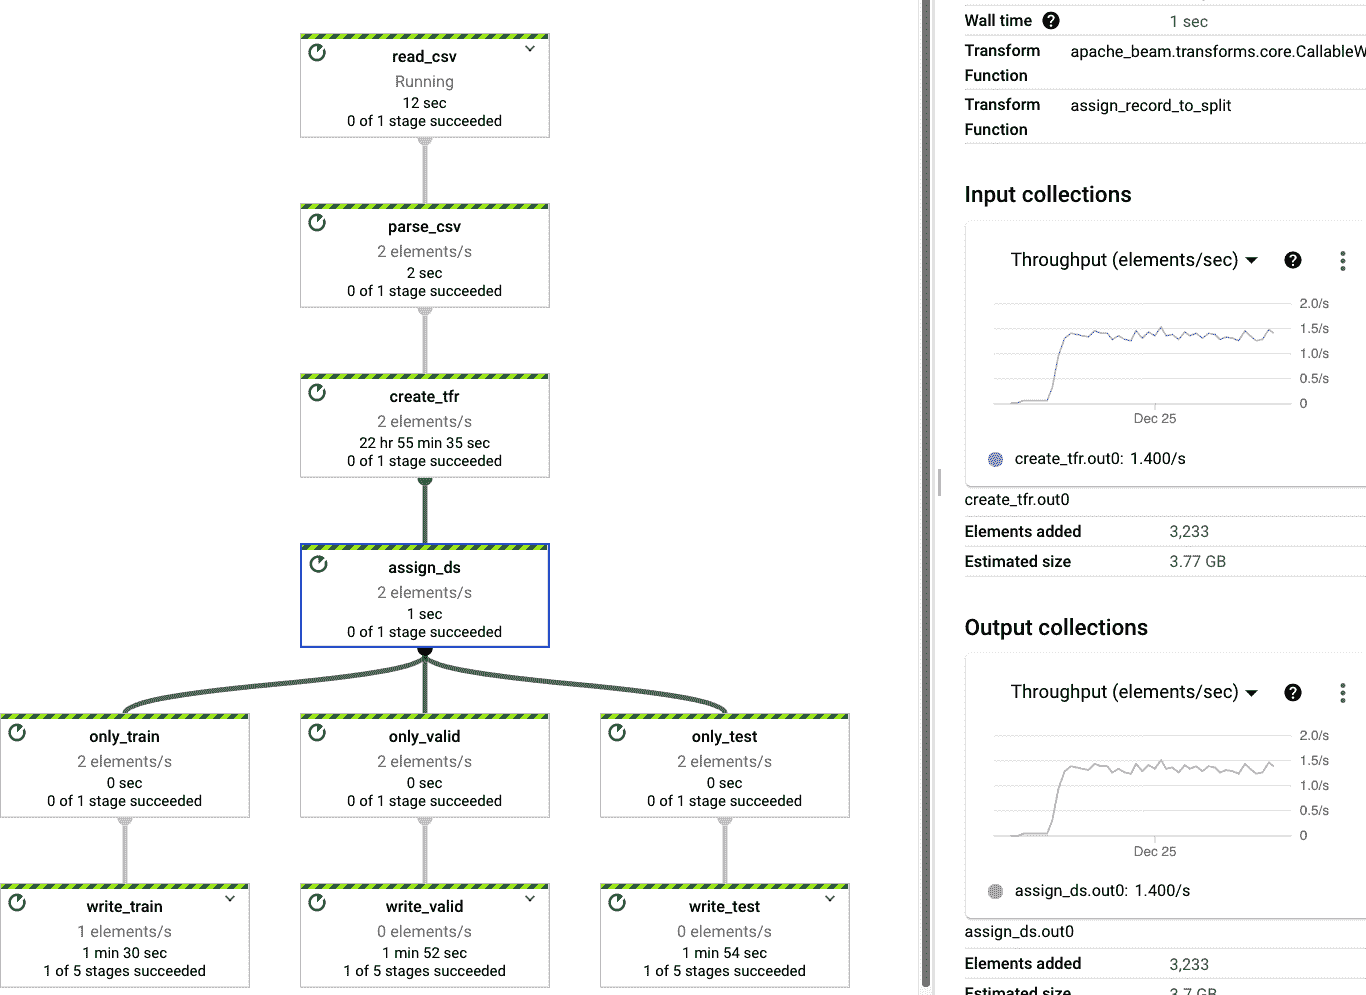 read_csv
Running
12 sec
0 of 1 stage succeeded
parse_csv
2 elements/s
2 sec
0 of 1 stage succeeded
create_tfr
2 elements/s
22 hr 55 min 35 sec
0 of 1 stage succeeded
assign_ds
2 elements/s
1 sec
0 of 1 stage succeeded
only_train
2 elements/s
0 sec
0 of 1 stage succeeded
only_valid
2 elements/s
0 sec
0 of 1 stage succeeded
only_test
2 elements/s
0 sec
0 of 1 stage succeeded
write_train
1 elements/s
1 min 30 sec
1 of 5 stages succeeded
write_valid
0 elements/s
1 min 52 sec
1 of 5 stages succeeded
write_test
0 elements/s
1 min 54 sec
1 of 5 stages succeeded
Wall time ? 1 sec
Transform Function apache_beam.transforms.core.CallableW
Transform Function assign_record_to_split
Input collections
Throughput (elements/sec) ?
2.0/s
1.5/s
1.0/s
0.5/s
0
Dec 25
create_tfr.out0: 1.400/s
create_tfr.out0
Elements added 3,233
Estimated size 3.77 GB
Output collections
Throughput (elements/sec) ?
2.0/s
1.5/s
1.0/s
0.5/s
0
Dec 25
assign_ds.out0: 1.400/s
assign_ds.out0
Elements added 3,233
Estimated size 3.7 GB